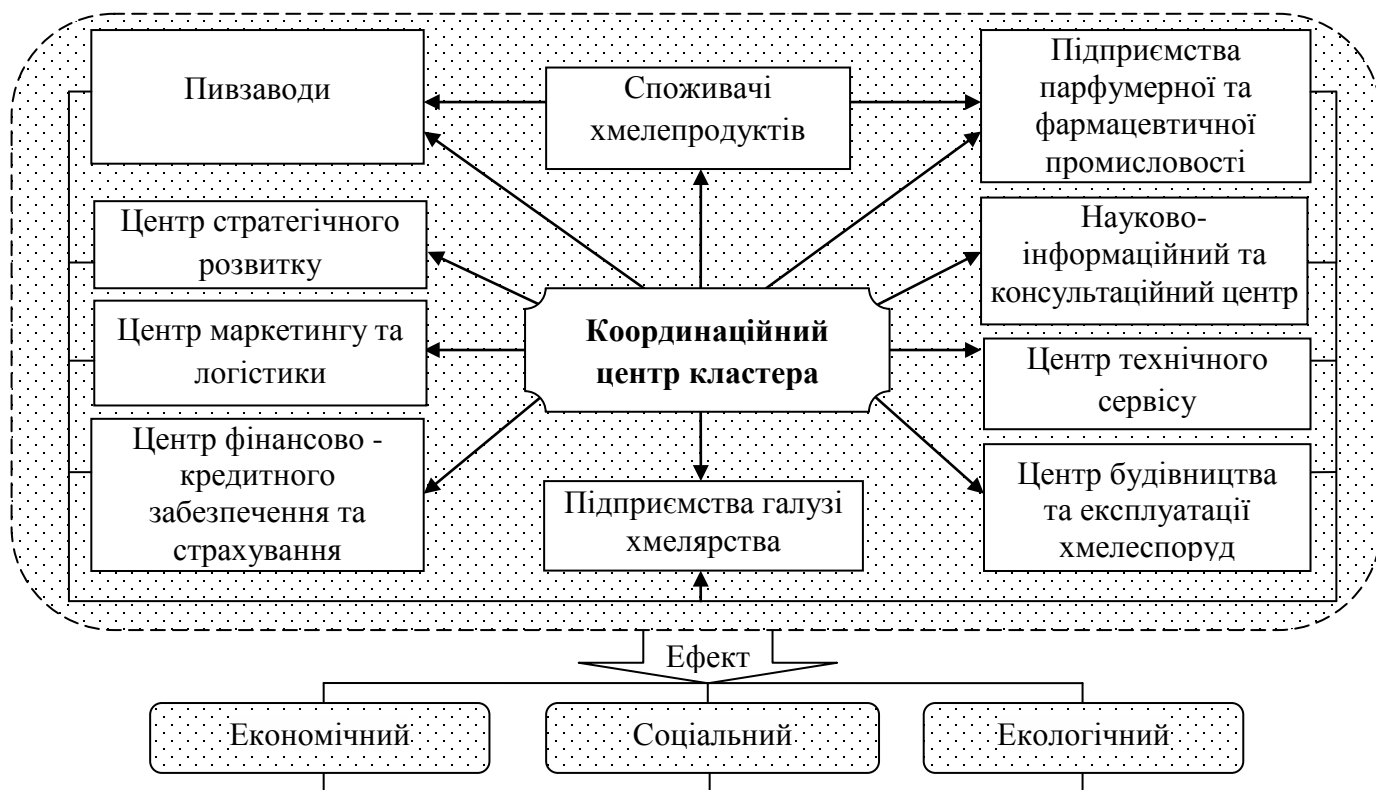 Пивзаводи
Споживачі
хмелепродуктів
Підприємства
парфумерної та
фармацевтичної
промисловості
Центр стратегічного
розвитку
Науково-
інформаційний та
консультаційний центр
Центр маркетингу та
логістики
Координаційний
центр кластера
Центр технічного
сервісу
Центр фінансово -
кредитного
забезпечення та
страхування
Підприємства галузі
хмелярства
Центр будівництва
та експлуатації
хмелеспоруд
Ефект
Економічний
Соціальний
Екологічний